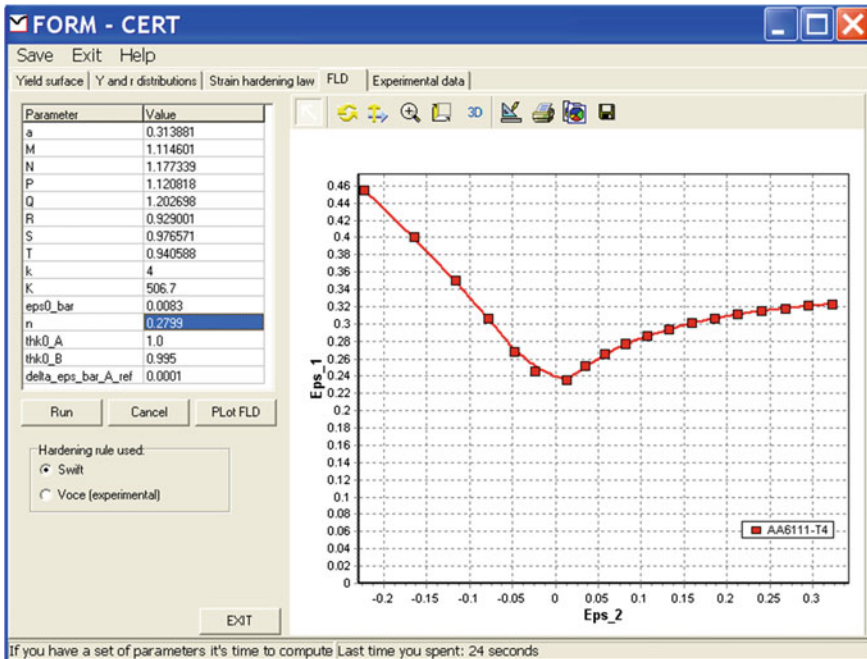 FORM - CERT
Save Exit Help
Yield surface Y and r distributions Strain hardening law FLD Experimental data
Parameter Value
a 0.313881
M 1.114601
N 1.177339
P 1.120818
Q 1.202698
R 0.929001
S 0.976571
T 0.940588
k 4
K 506.7
eps0_bar 0.0083
n 0.2799
thk0_A 1.0
thk0_B 0.995
delta_eps_bar_A_ref 0.0001
Run Cancel PLot FLD
Hardening rule used:
Swift
Voce (experimental)
EXIT
3D
0.46
0.44
0.42
0.4
0.38
0.36
0.34
0.32
0.3
0.28
0.26
0.24
0.22
0.2
0.18
0.16
0.14
0.12
0.1
0.08
0.06
0.04
0.02
0
Eps_1
AA6111-T4
-0.2 -0.15 -0.1 -0.05 0 0.05 0.1 0.15 0.2 0.25 0.3
Eps_2
If you have a set of parameters it's time to compute Last time you spent: 24 seconds